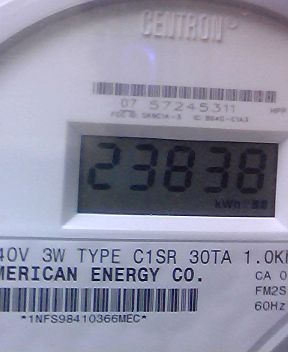 CENTRON
07 57245311
23838
kWh
40V 3W TYPE C1SR 30TA 1.0K
MERICAN ENERGY CO.
CA 0
FM2S
60Hz
*1NFS98410366MEC*